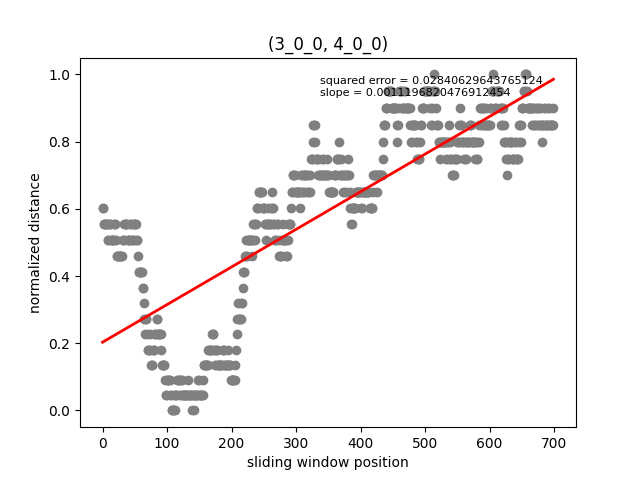 (3_0_0, 4_0_0)
squared error = 0.02840629643765124
slope = 0.0011196820476912454
1.0
0.8
0.6
0.4
0.2
0.0
normalized distance
0 100 200 300 400 500 600 700
sliding window position